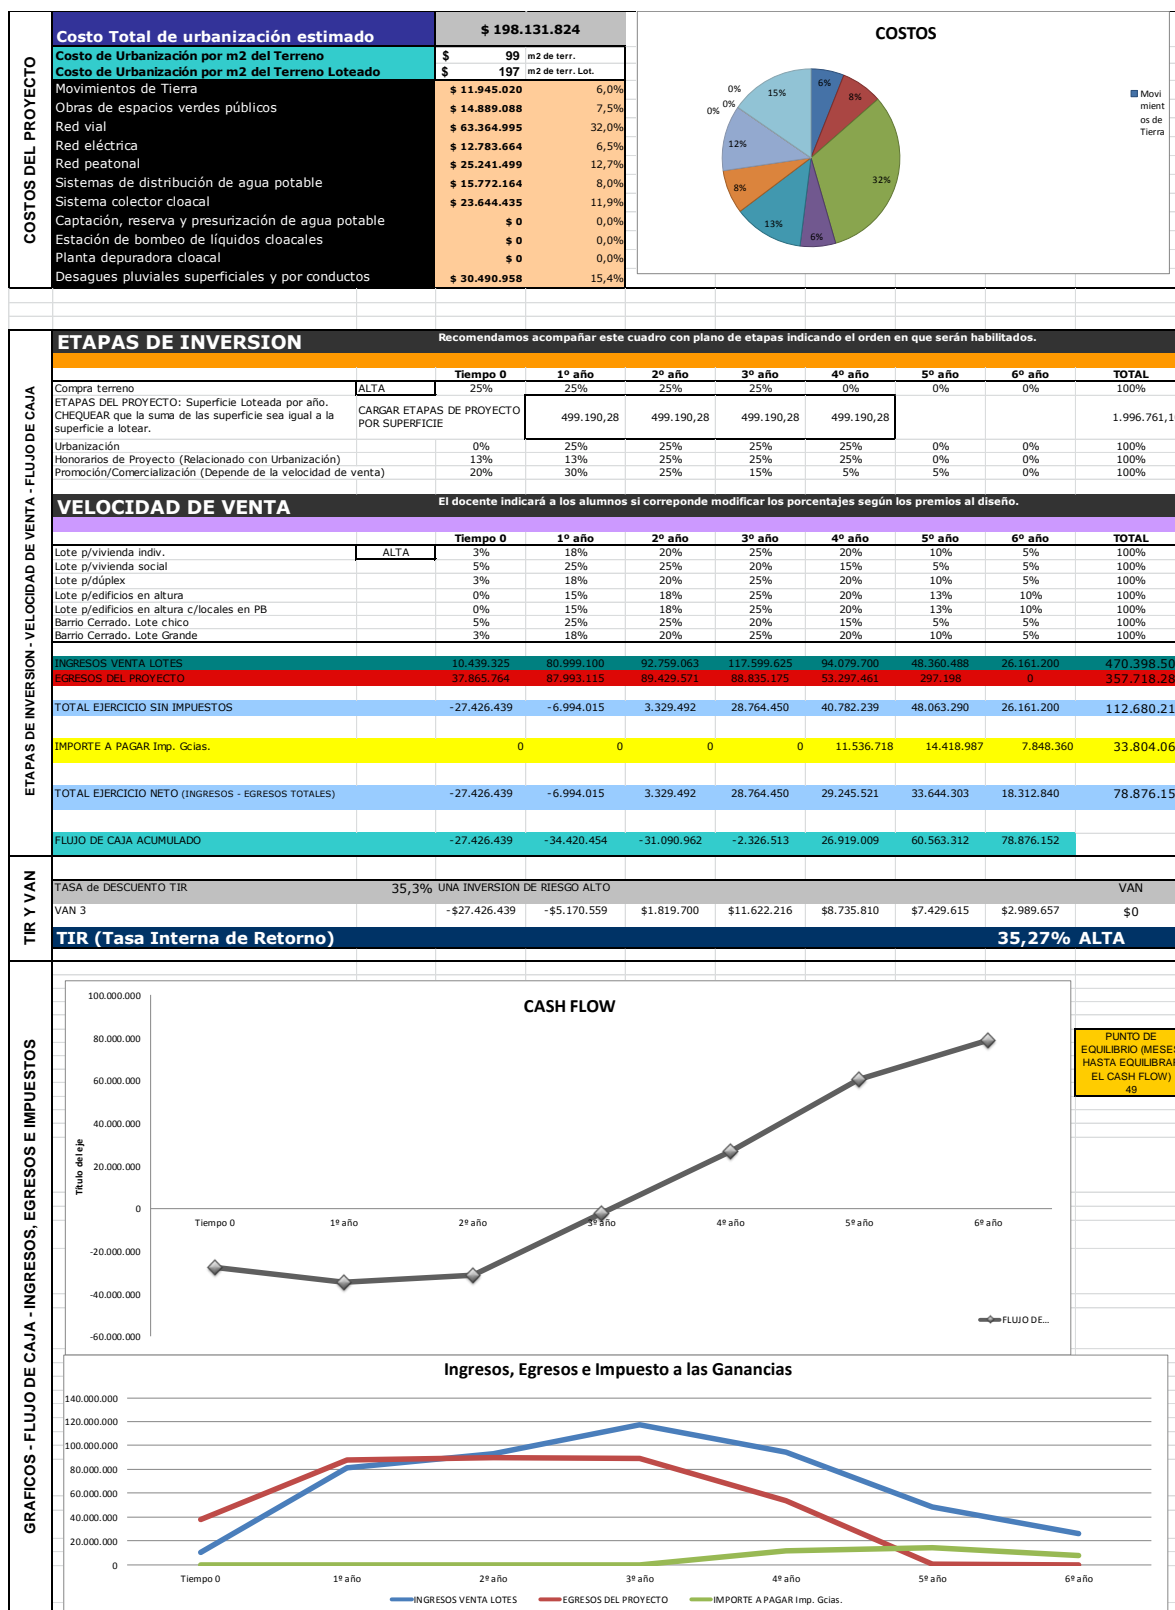 COSTOS DEL PROYECTO
Costo Total de urbanización estimado $ 198.131.824
Costo de Urbanización por m2 del Terreno $ 99 m2 de terr.
Costo de Urbanización por m2 del Terreno Loteado $ 197 m2 de terr. Lot.
Movimientos de Tierra $ 11.945.020 6,0%
Obras de espacios verdes públicos $ 14.889.088 7,5%
Red vial $ 63.364.995 32,0%
Red eléctrica $ 12.783.664 6,5%
Red peatonal $ 25.241.499 12,7%
Sistemas de distribución de agua potable $ 15.772.164 8,0%
Sistema colector cloacal $ 23.644.435 11,9%
Captación, reserva y presurización de agua potable $ 0 0,0%
Estación de bombeo de líquidos cloacales $ 0 0,0%
Planta depuradora cloacal $ 0 0,0%
Desagues pluviales superficiales y por conductos $ 30.490.958 15,4%
COSTOS
6%
8%
32%
6%
13%
8%
12%
0%
0%
0%
15%
Movi
mient
os de
Tierra
ETAPAS DE INVERSION - VELOCIDAD DE VENTA - FLUJO DE CAJA
ETAPAS DE INVERSION Recomendamos acompañar este cuadro con plano de etapas indicando el orden en que serán habilitados.
Tiempo 0 1º año 2º año 3º año 4º año 5º año 6º año TOTAL
Compra terreno ALTA 25% 25% 25% 25% 0% 0% 0% 100%
ETAPAS DEL PROYECTO: Superficie Loteada por año.
CHEQUEAR que la suma de las superficie sea igual a la
superficie a lotear.
CARGAR ETAPAS DE PROYECTO
POR SUPERFICIE
499.190,28 499.190,28 499.190,28 499.190,28 1.996.761,1
Urbanización 0% 25% 25% 25% 25% 0% 0% 100%
Honorarios de Proyecto (Relacionado con Urbanización) 13% 13% 25% 25% 25% 0% 0% 100%
Promoción/Comercialización (Depende de la velocidad de venta) 20% 30% 25% 15% 5% 5% 0% 100%
VELOCIDAD DE VENTA El docente indicará a los alumnos si correponde modificar los porcentajes según los premios al diseño.
Tiempo 0 1º año 2º año 3º año 4º año 5º año 6º año TOTAL
Lote p/vivienda indiv. ALTA 3% 18% 20% 25% 20% 10% 5% 100%
Lote p/vivienda social 5% 25% 25% 20% 15% 5% 5% 100%
Lote p/dúplex 3% 18% 20% 25% 20% 10% 5% 100%
Lote p/edificios en altura 0% 15% 18% 25% 20% 13% 10% 100%
Lote p/edificios en altura c/locales en PB 0% 15% 18% 25% 20% 13% 10% 100%
Barrio Cerrado. Lote chico 5% 25% 25% 20% 15% 5% 5% 100%
Barrio Cerrado. Lote Grande 3% 18% 20% 25% 20% 10% 5% 100%
INGRESOS VENTA LOTES 10.439.325 80.999.100 92.759.063 117.599.625 94.079.700 48.360.488 26.161.200 470.398.50
EGRESOS DEL PROYECTO 37.865.764 87.993.115 89.429.571 88.835.175 53.297.461 297.198 0 357.718.28
TOTAL EJERCICIO SIN IMPUESTOS -27.426.439 -6.994.015 3.329.492 28.764.450 40.782.239 48.063.290 26.161.200 112.680.21
IMPORTE A PAGAR Imp. Gcias. 0 0 0 0 11.536.718 14.418.987 7.848.360 33.804.06
TOTAL EJERCICIO NETO (INGRESOS - EGRESOS TOTALES) -27.426.439 -6.994.015 3.329.492 28.764.450 29.245.521 33.644.303 18.312.840 78.876.15
FLUJO DE CAJA ACUMULADO -27.426.439 -34.420.454 -31.090.962 -2.326.513 26.919.009 60.563.312 78.876.152
TIR Y VAN
TASA de DESCUENTO TIR 35,3% UNA INVERSION DE RIESGO ALTO VAN
VAN 3 -$27.426.439 -$5.170.559 $1.819.700 $11.622.216 $8.735.810 $7.429.615 $2.989.657 $0
TIR (Tasa Interna de Retorno) 35,27% ALTA
GRAFICOS - FLUJO DE CAJA - INGRESOS, EGRESOS E IMPUESTOS
CASH FLOW
Título del eje
100.000.000
80.000.000
60.000.000
40.000.000
20.000.000
0
-20.000.000
-40.000.000
-60.000.000
Tiempo 0 1º año 2º año 3º año 4º año 5º año 6º año
FLUJO DE...
PUNTO DE
EQUILIBRIO (MESES
HASTA EQUILIBRAR
EL CASH FLOW)
49
Ingresos, Egresos e Impuesto a las Ganancias
140.000.000
120.000.000
100.000.000
80.000.000
60.000.000
40.000.000
20.000.000
0
Tiempo 0 1º año 2º año 3º año 4º año 5º año 6º año
INGRESOS VENTA LOTES EGRESOS DEL PROYECTO IMPORTE A PAGAR Imp. Gcias.